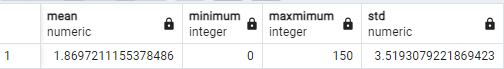 mean minimum maxmimum std
numeric integer integer numeric
1 1.8697211155378486 0 150 3.5193079221869423